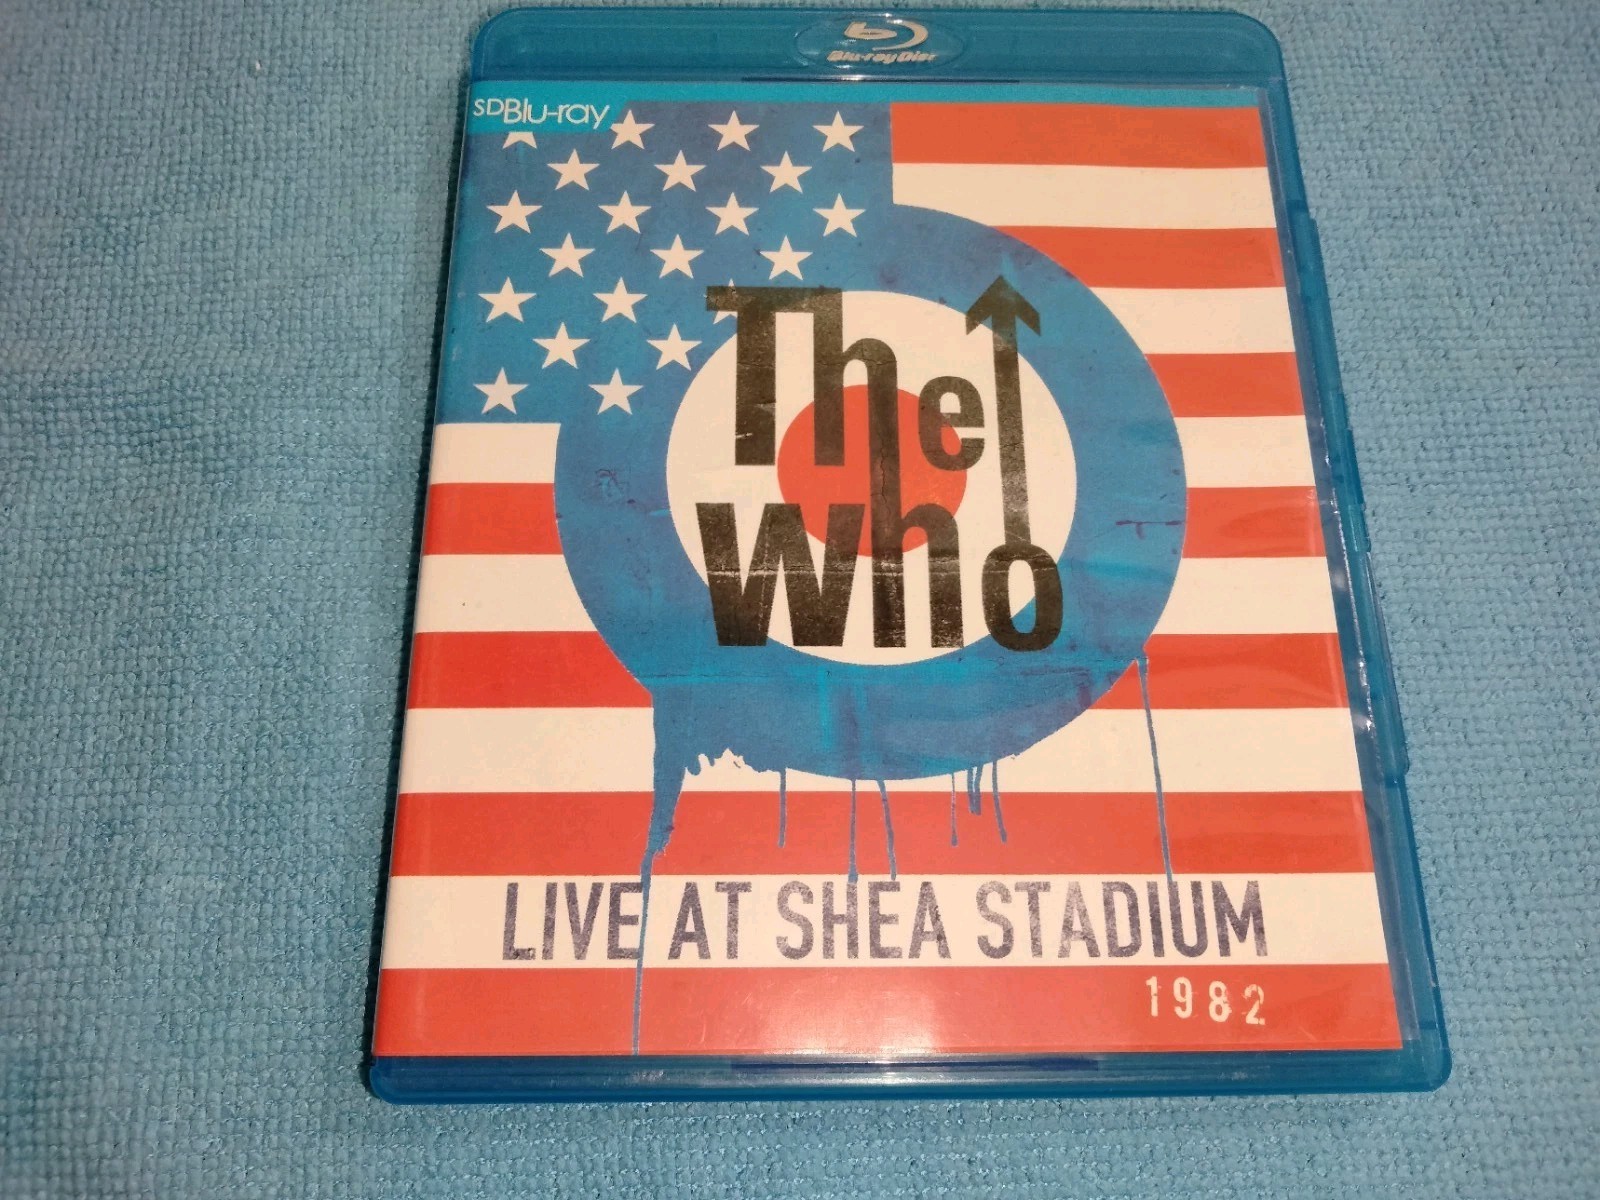 Blu-ray Disc
SDBlu-ray
The
Who
LIVE AT SHEA STADIUM
1982